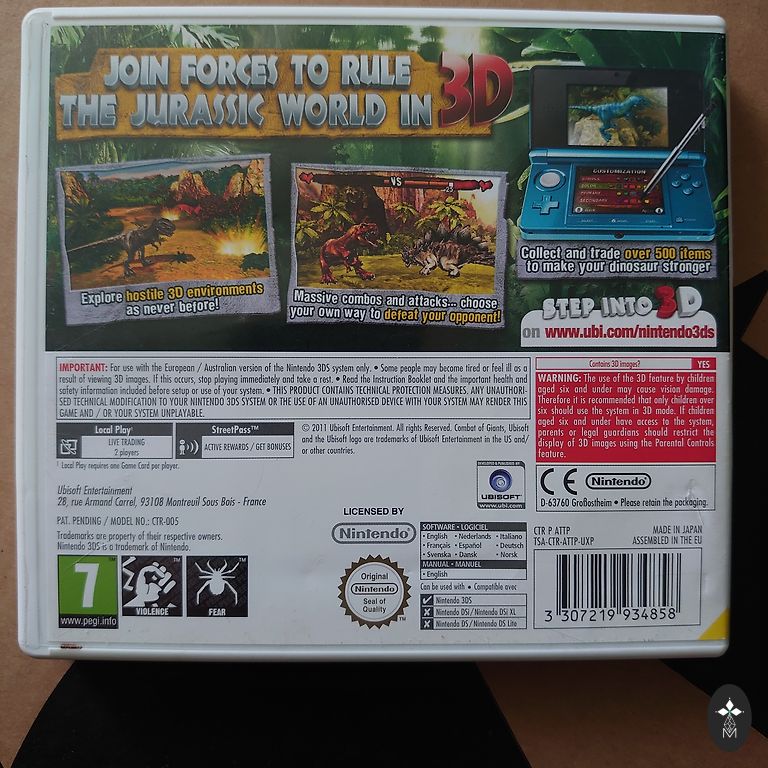 JOIN FORCES TO RULE
THE JURASSIC WORLD IN 3D
VS
Explore hostile 3D environments
as never before!
Massive combos and attacks... choose
your own way to defeat your opponent!
CUSTOMIZATION
Collect and trade over 500 items
to make your dinosaur stronger
STEP INTO 3D
on www.ubi.com/nintendo3ds
IMPORTANT: For use with the European / Australian version of the Nintendo 3DS system only. • Some people may become tired or feel ill as a
result of viewing 3D images. If this occurs, stop playing immediately and take a rest. • Read the Instruction Booklet and the important health and
safety information included before setup or use of your system. • THIS PRODUCT CONTAINS TECHNICAL PROTECTION MEASURES. ANY UNAUTHORI-
SED TECHNICAL MODIFICATION TO YOUR NINTENDO 3DS SYSTEM OR THE USE OF AN UNAUTHORISED DEVICE WITH YOUR SYSTEM MAY RENDER THIS
GAME AND / OR YOUR SYSTEM UNPLAYABLE.
Contains 3D images? YES
WARNING: The use of the 3D feature by children
aged six and under may cause vision damage.
Therefore it is recommended that only children over
six should use the system in 3D mode. If children
aged six and under have access to the system,
parents or legal guardians should restrict the
display of 3D images using the Parental Controls
feature.
Local Play¹
LIVE TRADING
2 players
StreetPass™
ACTIVE REWARDS / GET BONUSES
¹ Local Play requires one Game Card per player.
© 2011 Ubisoft Entertainment. All rights Reserved. Combat of Giants, Ubisoft
and the Ubisoft logo are trademarks of Ubisoft Entertainment in the US and/
or other countries.
Ubisoft Entertainment
28, rue Armand Carrel, 93108 Montreuil Sous Bois - France
PAT. PENDING / MODEL NO.: CTR-005
Trademarks are property of their respective owners.
Nintendo 3DS is a trademark of Nintendo.
DEVELOPED & PUBLISHED BY
UBISOFT
www.ubi.com
CE Nintendo®
D-63760 Großostheim • Please retain the packaging.
LICENSED BY
Nintendo®
Original
Nintendo®
Seal of
Quality
TM
SOFTWARE • LOGICIEL
• English • Nederlands • Italiano
• Français • Español • Deutsch
• Svenska • Dansk • Norsk
MANUAL • MANUEL
• English
Can be used with • Compatible avec
Nintendo 3DS
Nintendo DSi/Nintendo DSi XL
Nintendo DS/Nintendo DS Lite
CTR P ATTP
TSA-CTR-ATTP-UXP
MADE IN JAPAN
ASSEMBLED IN THE EU
3 307219 934858
7
www.pegi.info
VIOLENCE
FEAR
M